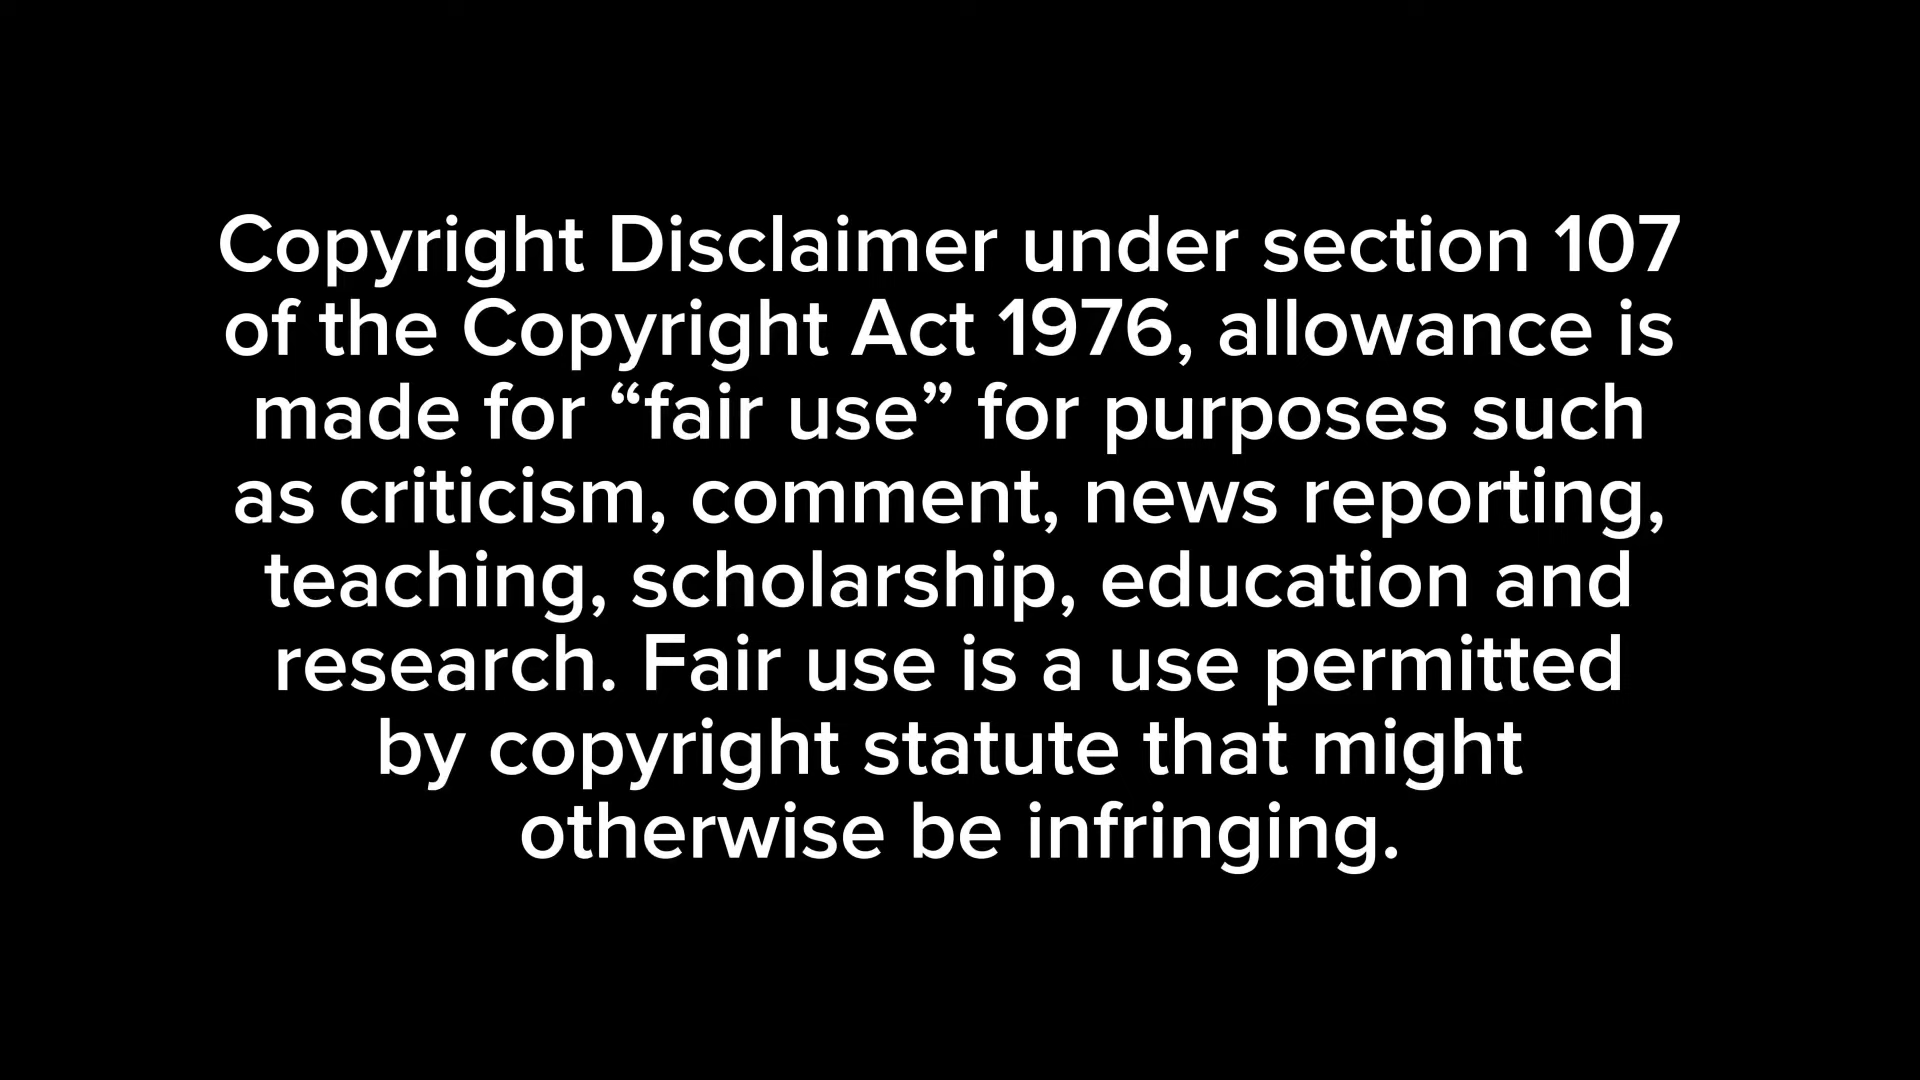 Copyright Disclaimer under section 107
of the Copyright Act 1976, allowance is
made for “fair use” for purposes such
as criticism, comment, news reporting,
teaching, scholarship, education and
research. Fair use is a use permitted
by copyright statute that might
otherwise be infringing.